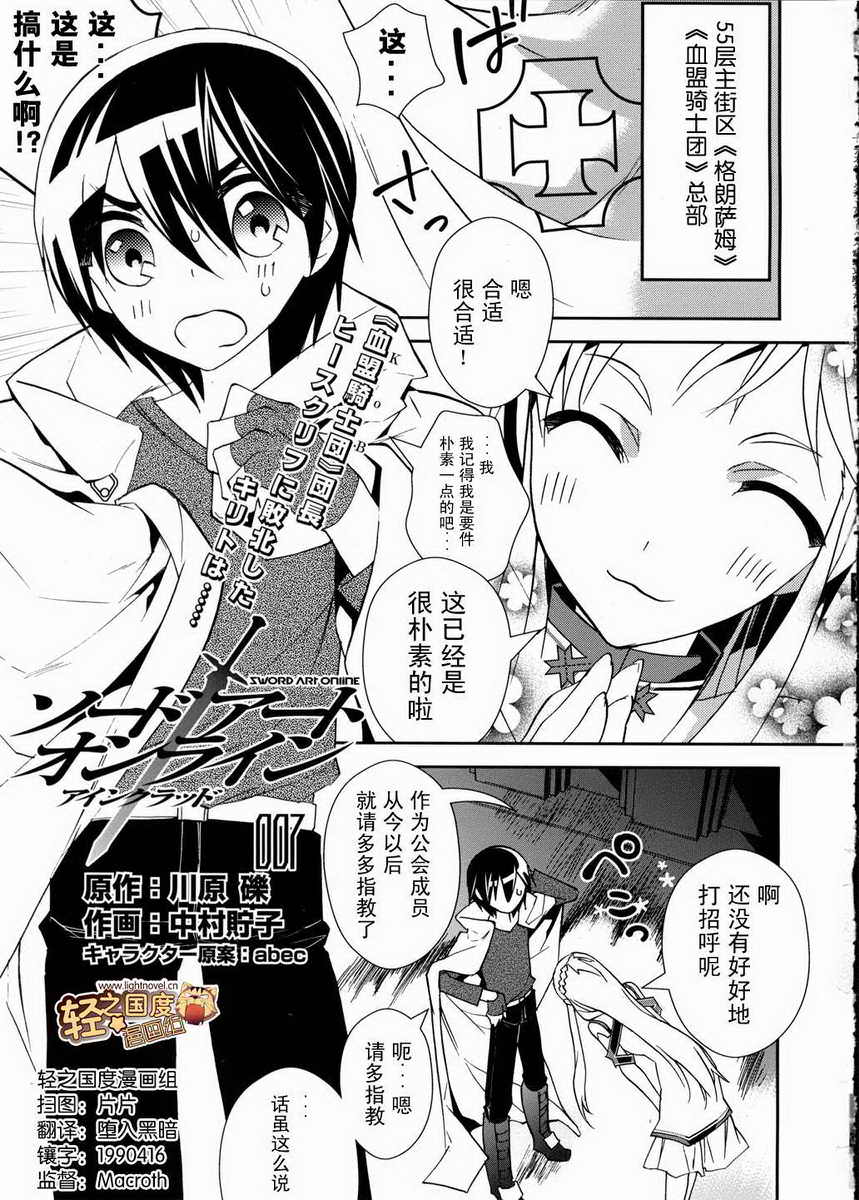 55层主街区《格朗萨姆》
《血盟骑士团》总部
ばっ
这…
这…
这是
搞什么啊!?
嗯
合适
很合适！
…我
我记得我是要件
朴素一点的吧…
这已经是
很朴素的啦
《血盟騎士団》団長
K o B
ヒースクリフに敗北した
キリトは……
SWORD ART ONLINE
ソードアート・
オンライン
アインクラッド
007
原作：川原 礫
作画：中村貯子
キャラクター原案：abec
www.lightnovel.cn
轻之国度
漫画组
轻之国度漫画组
扫图：片片
翻译：堕入黑暗
镶字：1990416
监督：Macroth
啊
还没有好好地
打招呼呢
ペこっ
作为公会成员
从今以后
就请多多指教了
呃…嗯
请多指教
…
话虽这么说